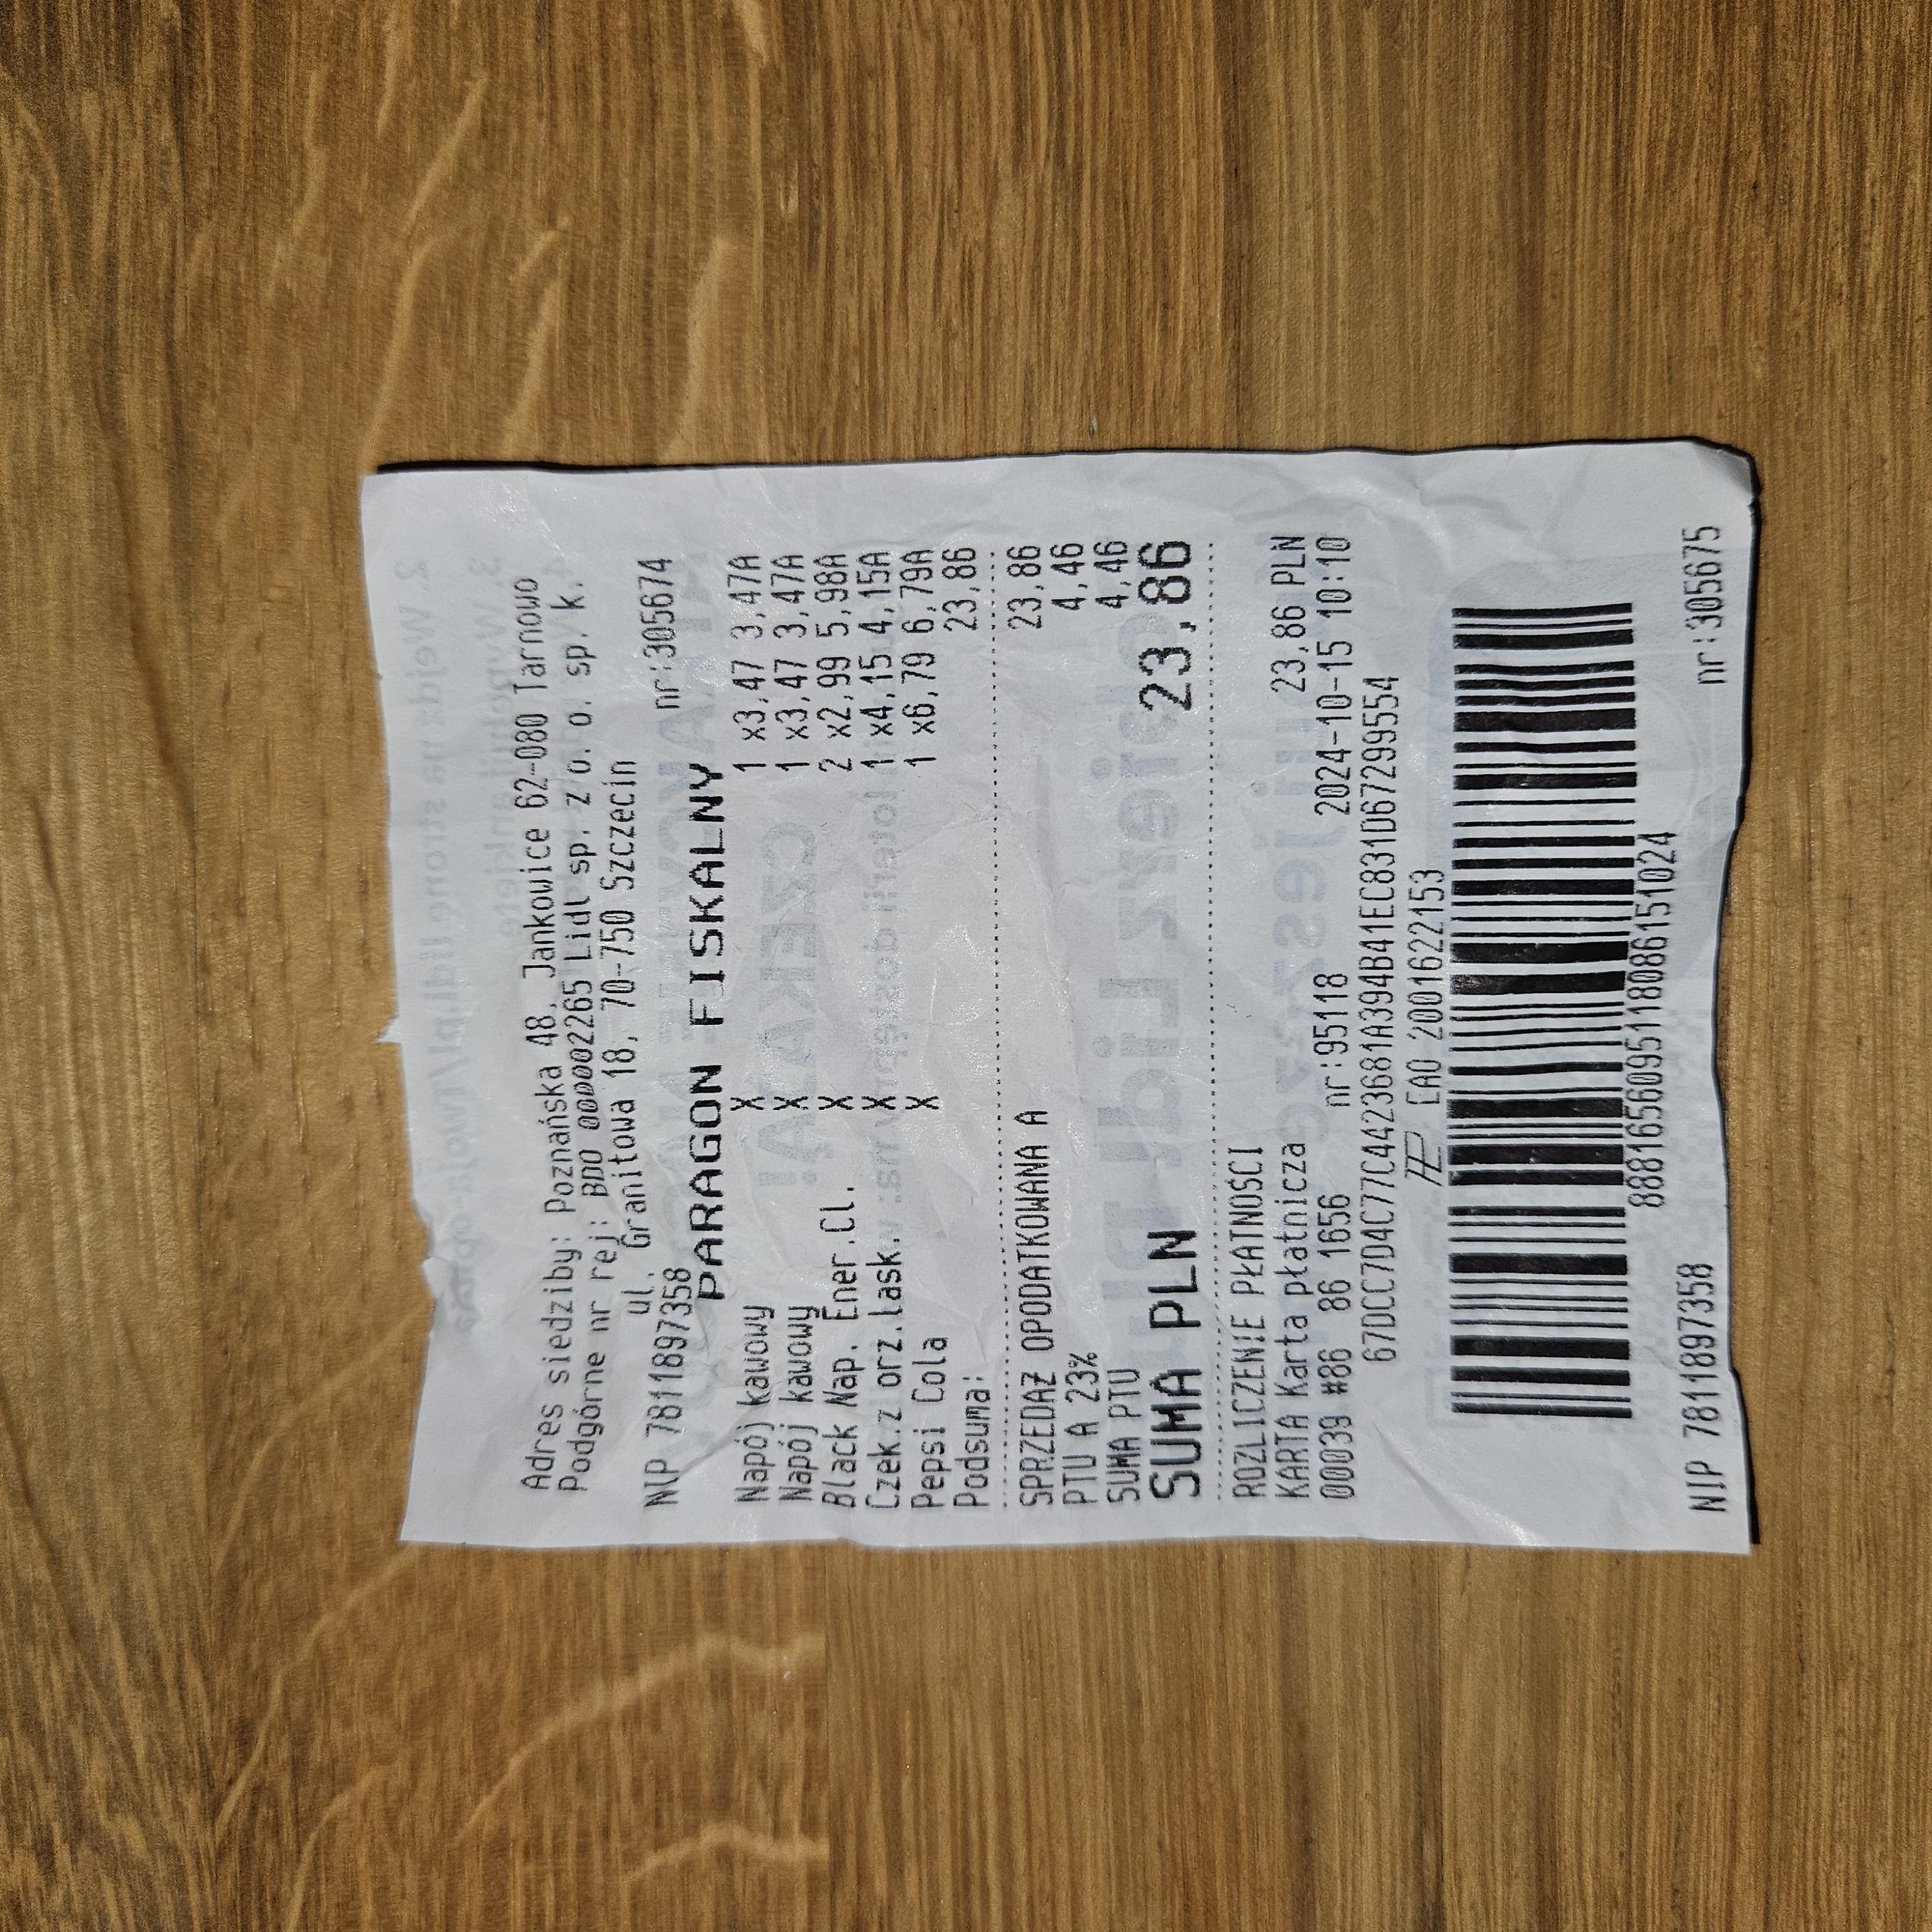 Adres siedziby: Poznańska 48, Jankowice 62-080 Tarnowo
Podgórne nr rej: BDO 000002265 Lidl sp. z o. o. sp. k.
ul. Granitowa 18, 70-750 Szczecin
NIP 7811897358 nr:305674
PARAGON FISKALNY
Napój kawowy X 1 x3,47 3,47A
Napój kawowy X 1 x3,47 3,47A
Black Nap. Ener.Cl. X 2 x2,99 5,98A
Czek.z orz.lask. X 1 x4,15 4,15A
Pepsi Cola X 1 x6,79 6,79A
Podsuma: 23,86
SPRZEDAŻ OPODATKOWANA A 23,86
PTU A 23% 4,46
SUMA PTU 4,46
SUMA PLN 23,86
ROZLICZENIE PŁATNOŚCI
KARTA Karta płatnicza 23,86 PLN
00039 #86 86 1656 nr:95118 2024-10-15 10:10
67DCC7D4C77C4423681A394B41EC831D67299554
EAO 2001622153
88816560951180861510​24
NIP 7811897358 nr:305675